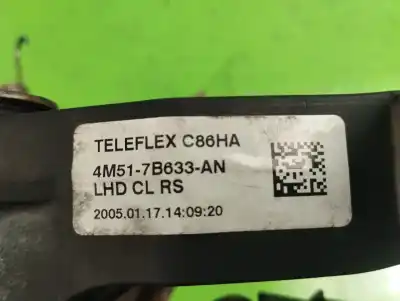 TELEFLEX C86HA
4M51-7B633-AN
LHD CL RS
2005.01.17.14:09:20